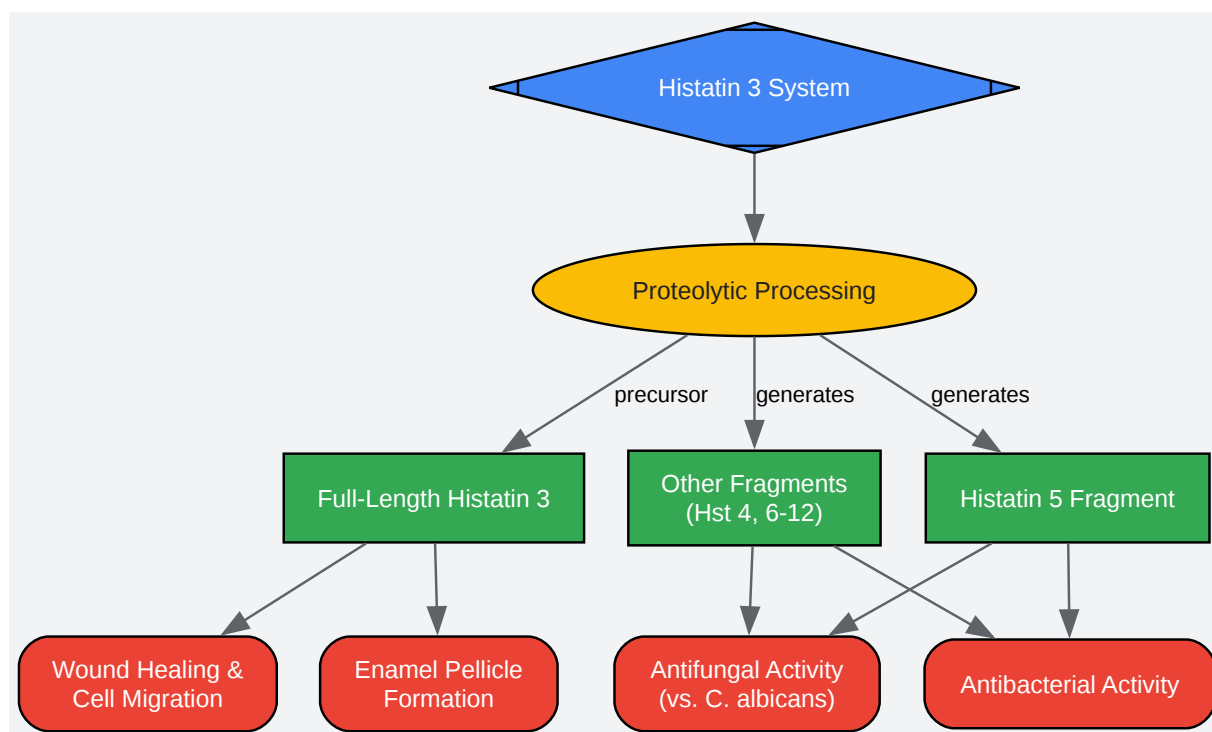 Histatin 3 System
Proteolytic Processing
precursor
generates
generates
Full-Length Histatin 3
Other Fragments
(Hst 4, 6-12)
Histatin 5 Fragment
Wound Healing &
Cell Migration
Enamel Pellicle
Formation
Antifungal Activity
(vs. C. albicans)
Antibacterial Activity